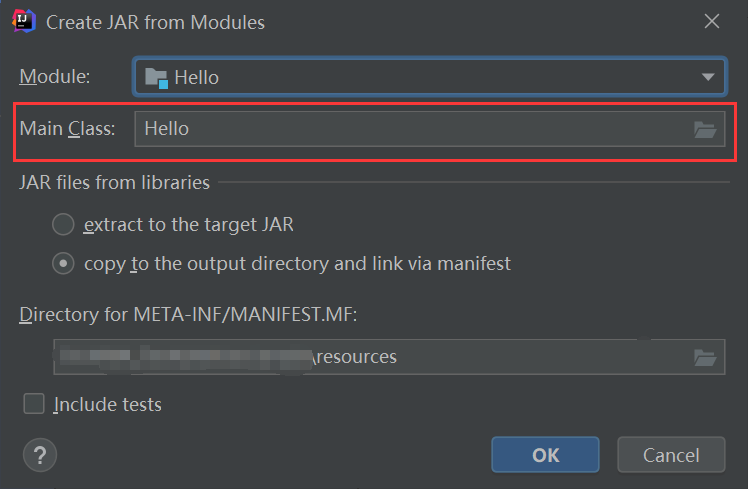 Create JAR from Modules
Module: Hello
Main Class: Hello
JAR files from libraries
extract to the target JAR
copy to the output directory and link via manifest
Directory for META-INF/MANIFEST.MF:
\resources
Include tests
? OK Cancel